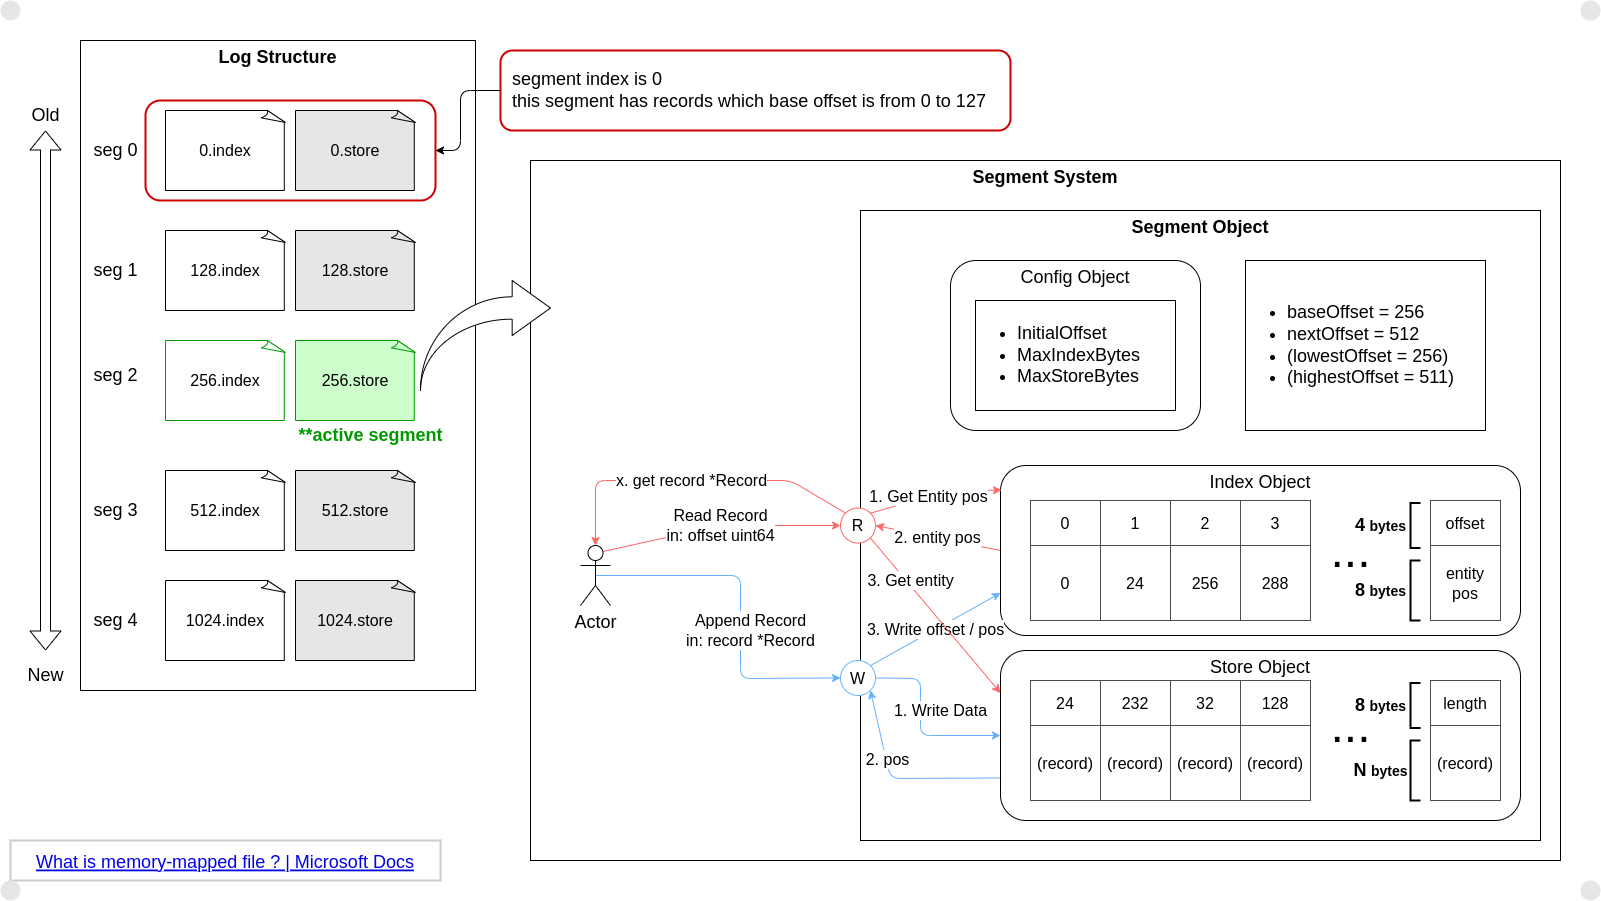 Log Structure
Old
seg 0
0.index
0.store
seg 1
128.index
128.store
seg 2
256.index
256.store
**active segment
seg 3
512.index
512.store
seg 4
1024.index
1024.store
New
segment index is 0
this segment has records which base offset is from 0 to 127
Segment System
Segment Object
Config Object
• InitialOffset
• MaxIndexBytes
• MaxStoreBytes
• baseOffset = 256
• nextOffset = 512
• (lowestOffset = 256)
• (highestOffset = 511)
x. get record *Record
Read Record
in: offset uint64
R
Actor
Append Record
in: record *Record
W
1. Get Entity pos
2. entity pos
3. Get entity
3. Write offset / pos
1. Write Data
2. pos
Index Object
0 1 2 3
0 24 256 288
...
4 bytes
offset
8 bytes
entity
pos
Store Object
24 232 32 128
(record) (record) (record) (record)
...
8 bytes
length
N bytes
(record)
What is memory-mapped file ? | Microsoft Docs